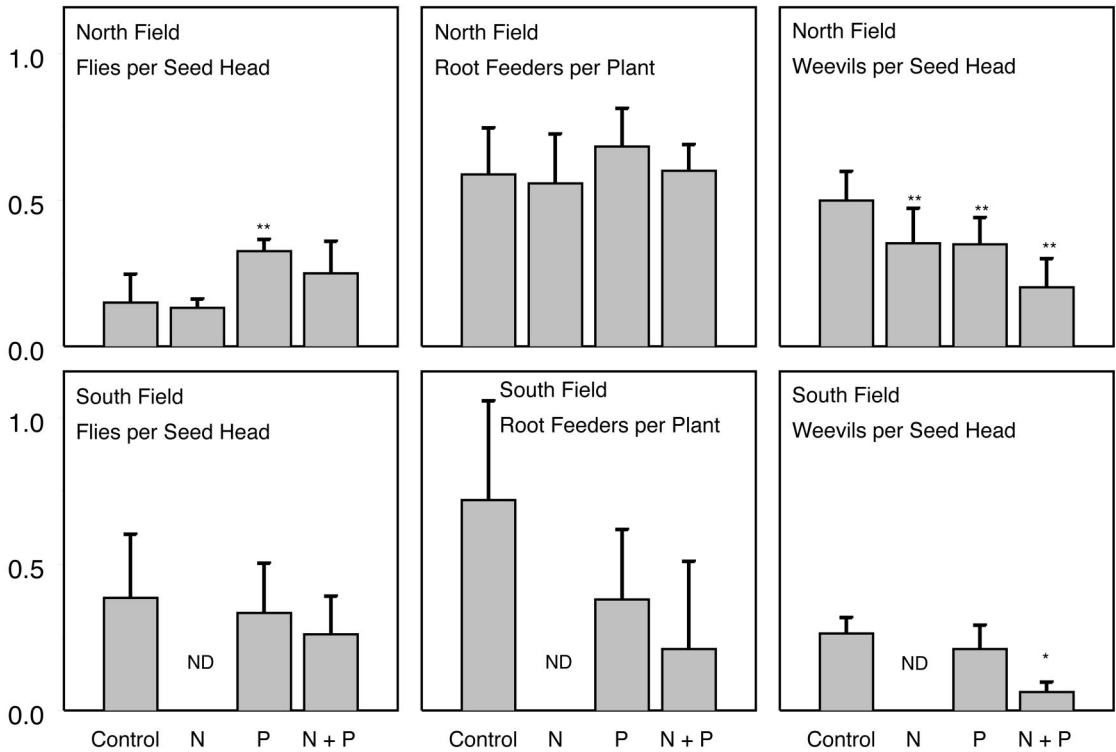 North Field
Flies per Seed Head
North Field
Root Feeders per Plant
North Field
Weevils per Seed Head
1.0
0.5
0.0
**
**
**
**
South Field
Flies per Seed Head
South Field
Root Feeders per Plant
South Field
Weevils per Seed Head
1.0
0.5
0.0
ND
ND
ND
*
Control N P N + P
Control N P N + P
Control N P N + P